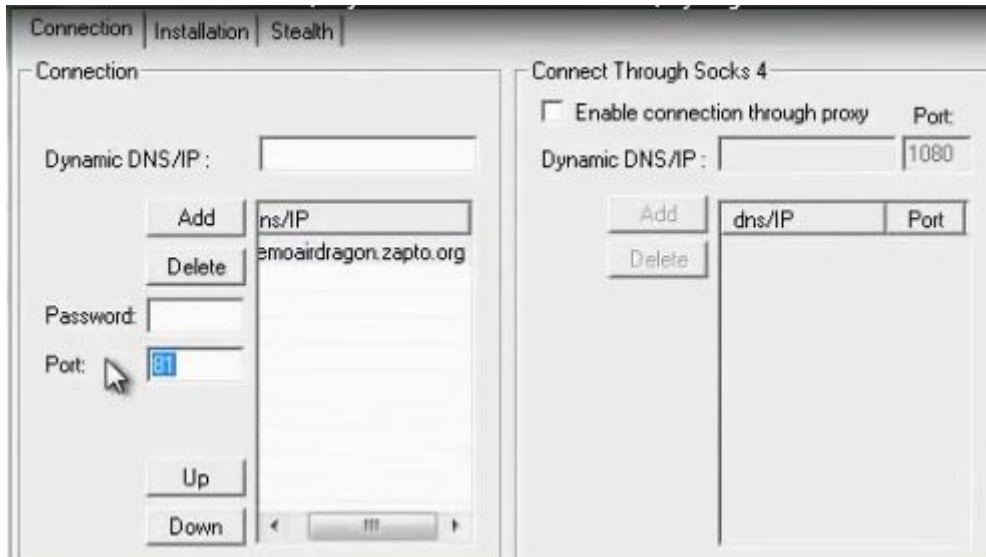 Connection Installation Stealth
Connection
Dynamic DNS/IP :
Add
Delete
ns/IP
emoairdragon.zapto.org
Password:
Port:
81
Up
Down
Connect Through Socks 4
Enable connection through proxy
Port:
Dynamic DNS/IP :
1080
Add
Delete
dns/IP Port